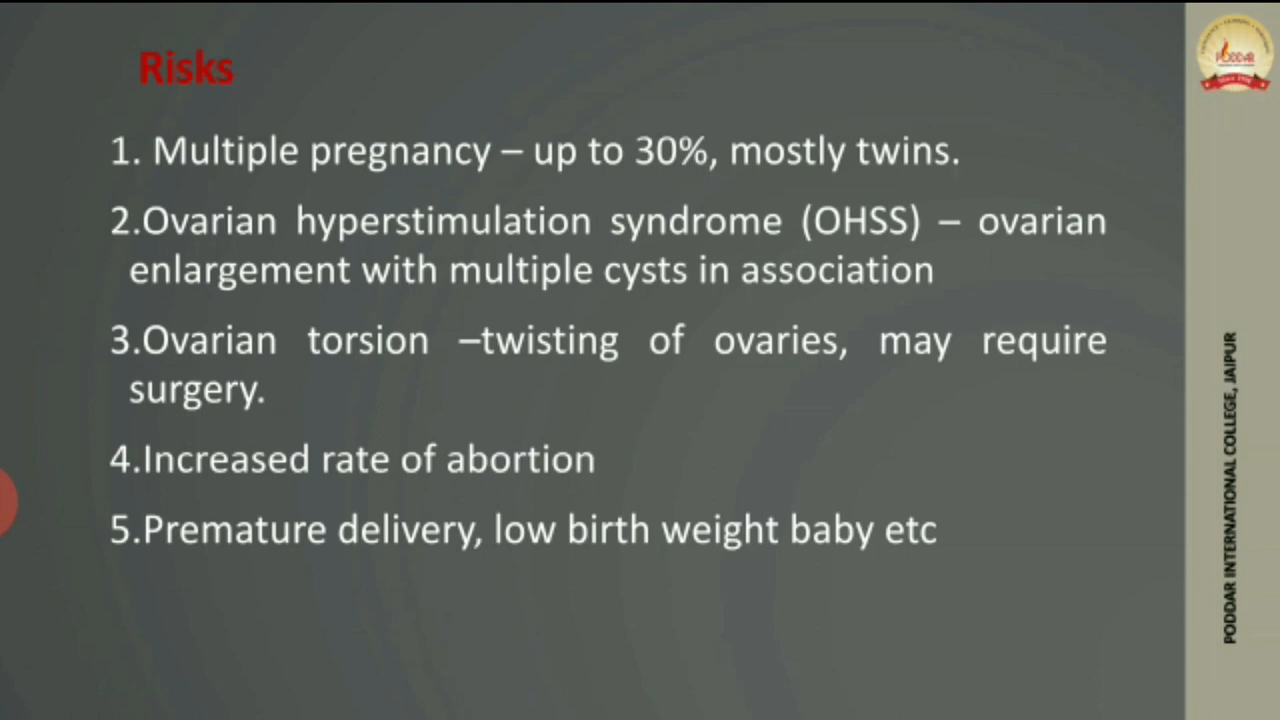 Risks
1. Multiple pregnancy – up to 30%, mostly twins.
2.Ovarian hyperstimulation syndrome (OHSS) – ovarian
enlargement with multiple cysts in association
3.Ovarian torsion –twisting of ovaries, may require
surgery.
4.Increased rate of abortion
5.Premature delivery, low birth weight baby etc
PODDAR
PODDAR INTERNATIONAL COLLEGE, JAIPUR